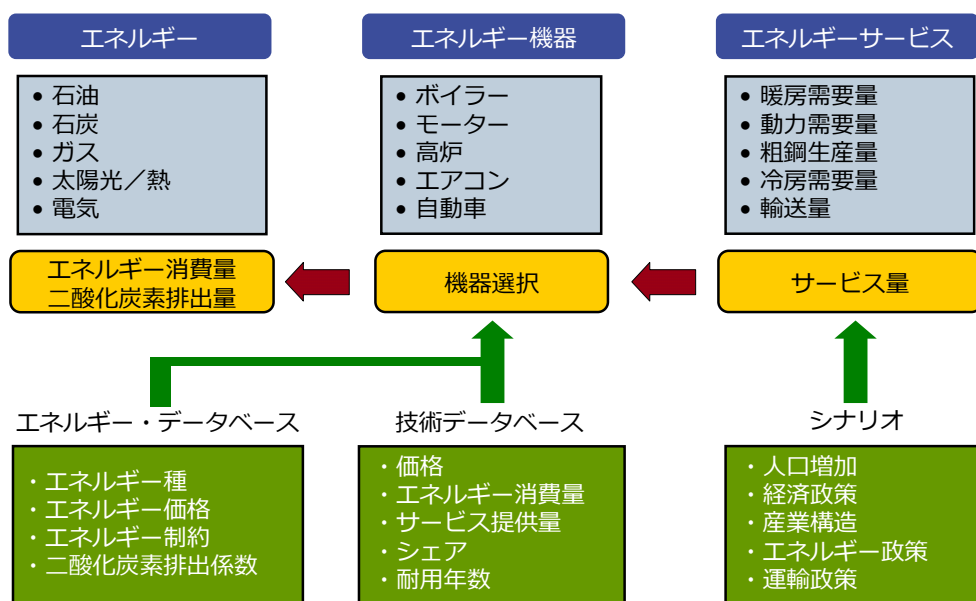 エネルギー
エネルギー機器
エネルギーサービス
• 石油
• 石炭
• ガス
• 太陽光／熱
• 電気
• ボイラー
• モーター
• 高炉
• エアコン
• 自動車
• 暖房需要量
• 動力需要量
• 粗鋼生産量
• 冷房需要量
• 輸送量
エネルギー消費量
二酸化炭素排出量
機器選択
サービス量
エネルギー・データベース
技術データベース
シナリオ
・エネルギー種
・エネルギー価格
・エネルギー制約
・二酸化炭素排出係数
・価格
・エネルギー消費量
・サービス提供量
・シェア
・耐用年数
・人口増加
・経済政策
・産業構造
・エネルギー政策
・運輸政策